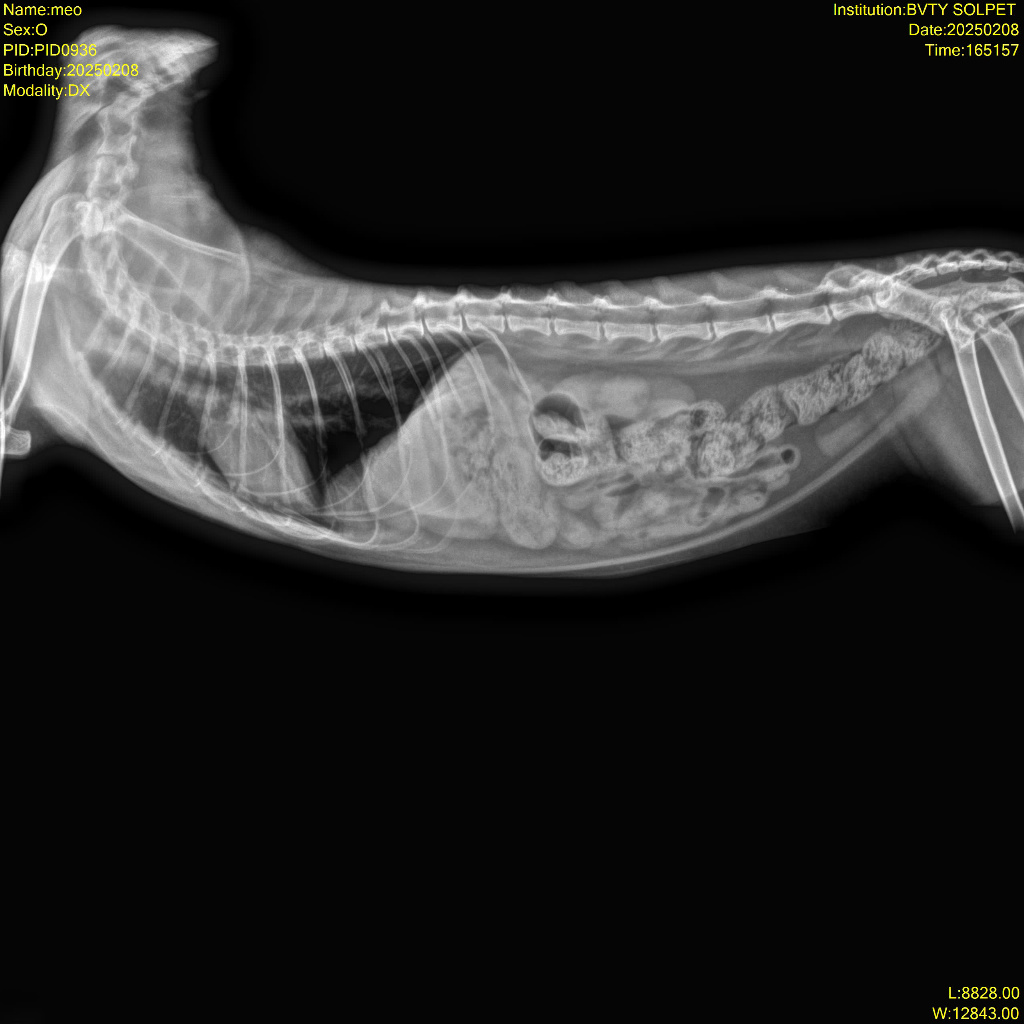 Name:meo
Sex:O
PID:PID0936
Birthday:20250208
Modality:DX
Institution:BVTY SOLPET
Date:20250208
Time:165157
L:8828.00
W:12843.00